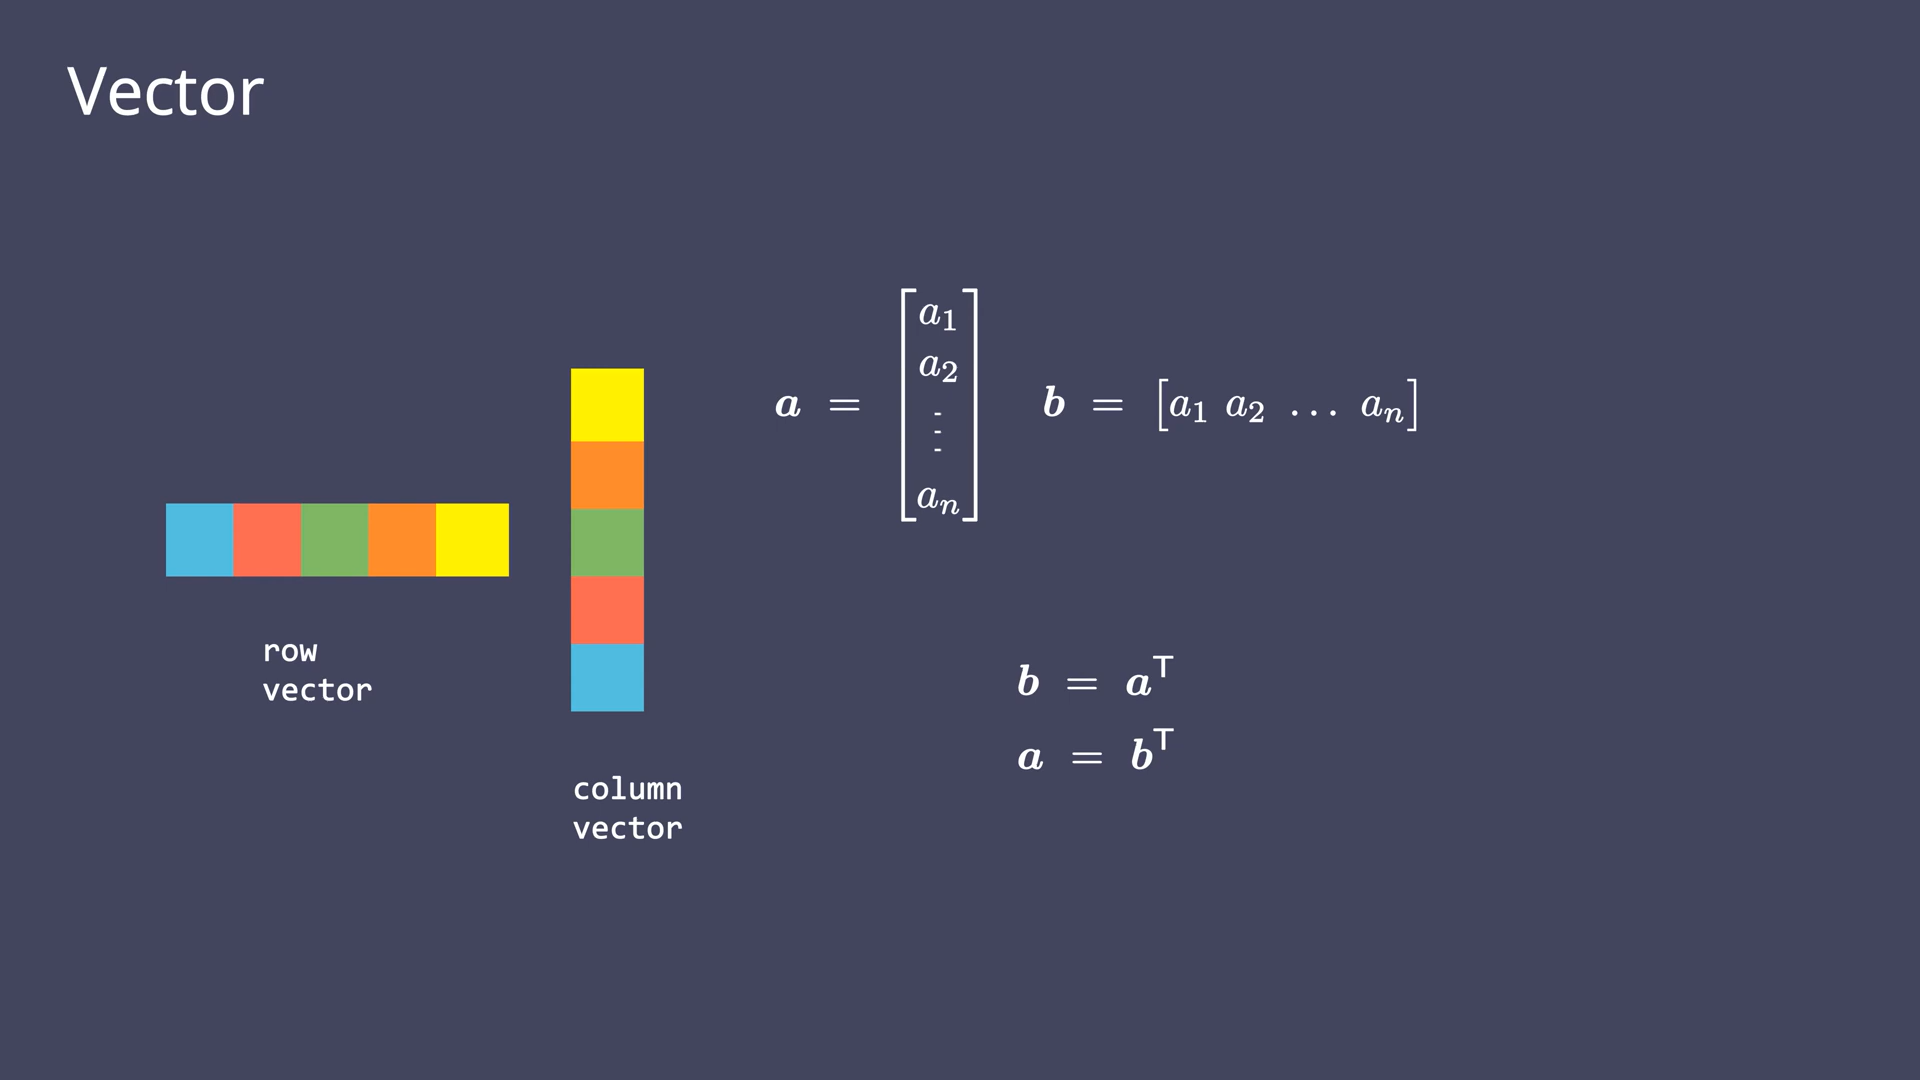 Vector
row
vector
column
vector
a = [a₁ a₂ ⋮ aₙ]
b = [a₁ a₂ … aₙ]
b = aᵀ
a = bᵀ